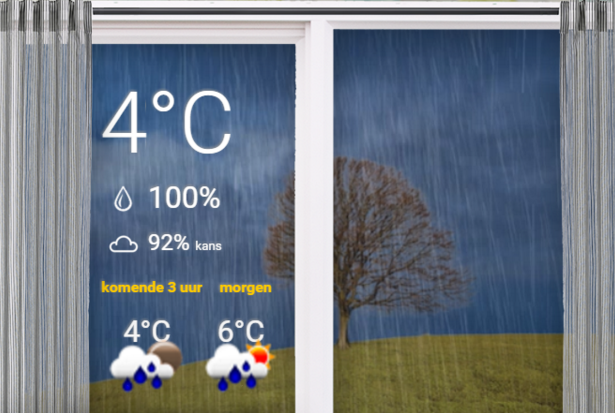 4°C
100%
92% kans
komende 3 uur morgen
4°C 6°C